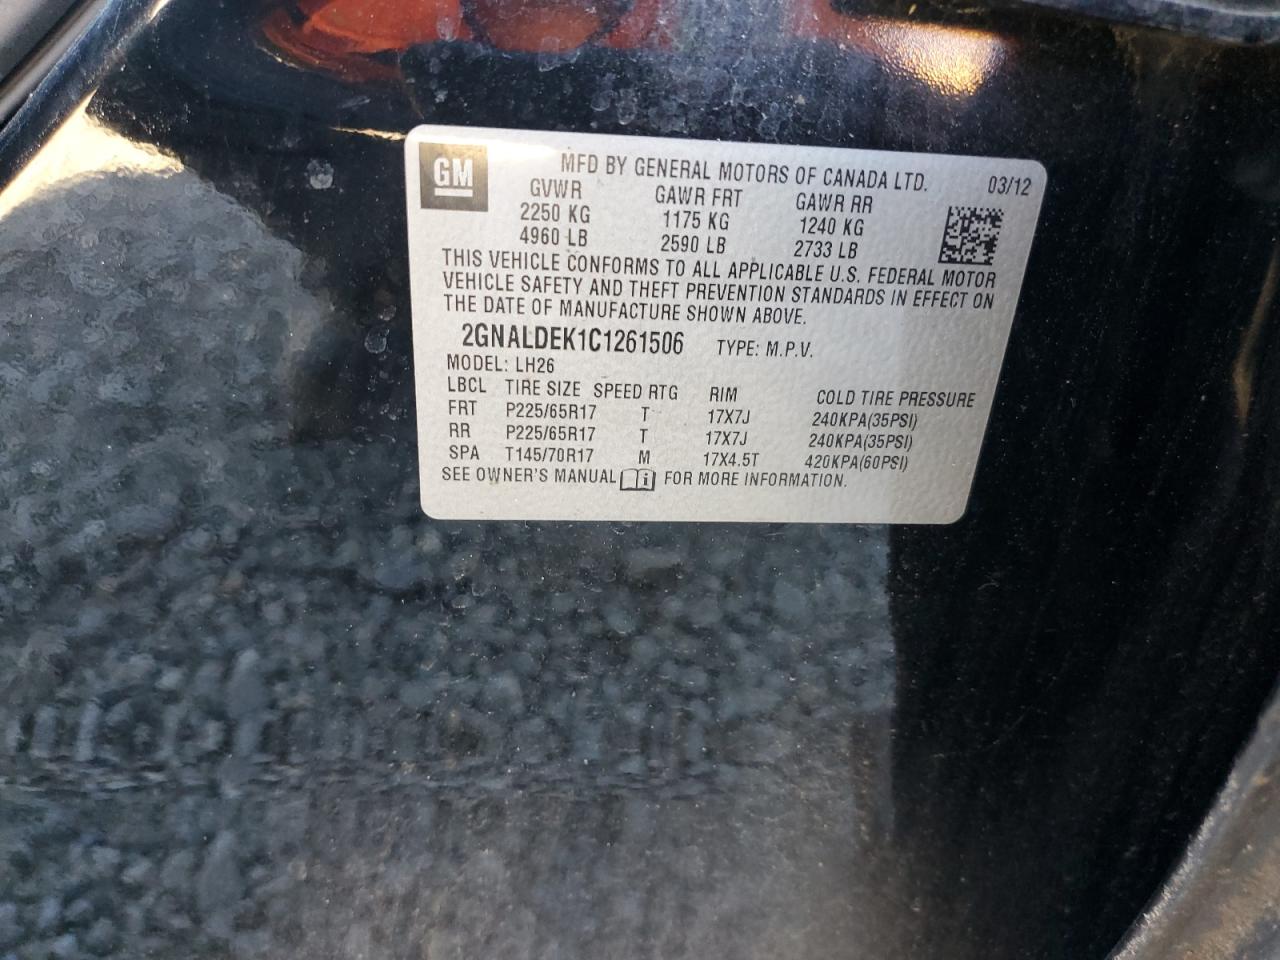 GM
MFD BY GENERAL MOTORS OF CANADA LTD. 03/12
GVWR GAWR FRT GAWR RR
2250 KG 1175 KG 1240 KG
4960 LB 2590 LB 2733 LB
THIS VEHICLE CONFORMS TO ALL APPLICABLE U.S. FEDERAL MOTOR
VEHICLE SAFETY AND THEFT PREVENTION STANDARDS IN EFFECT ON
THE DATE OF MANUFACTURE SHOWN ABOVE.
2GNALDEK1C1261506 TYPE: M.P.V.
MODEL: LH26
LBCL TIRE SIZE SPEED RTG RIM COLD TIRE PRESSURE
FRT P225/65R17 T 17X7J 240KPA(35PSI)
RR P225/65R17 T 17X7J 240KPA(35PSI)
SPA T145/70R17 M 17X4.5T 420KPA(60PSI)
SEE OWNER'S MANUAL i FOR MORE INFORMATION.